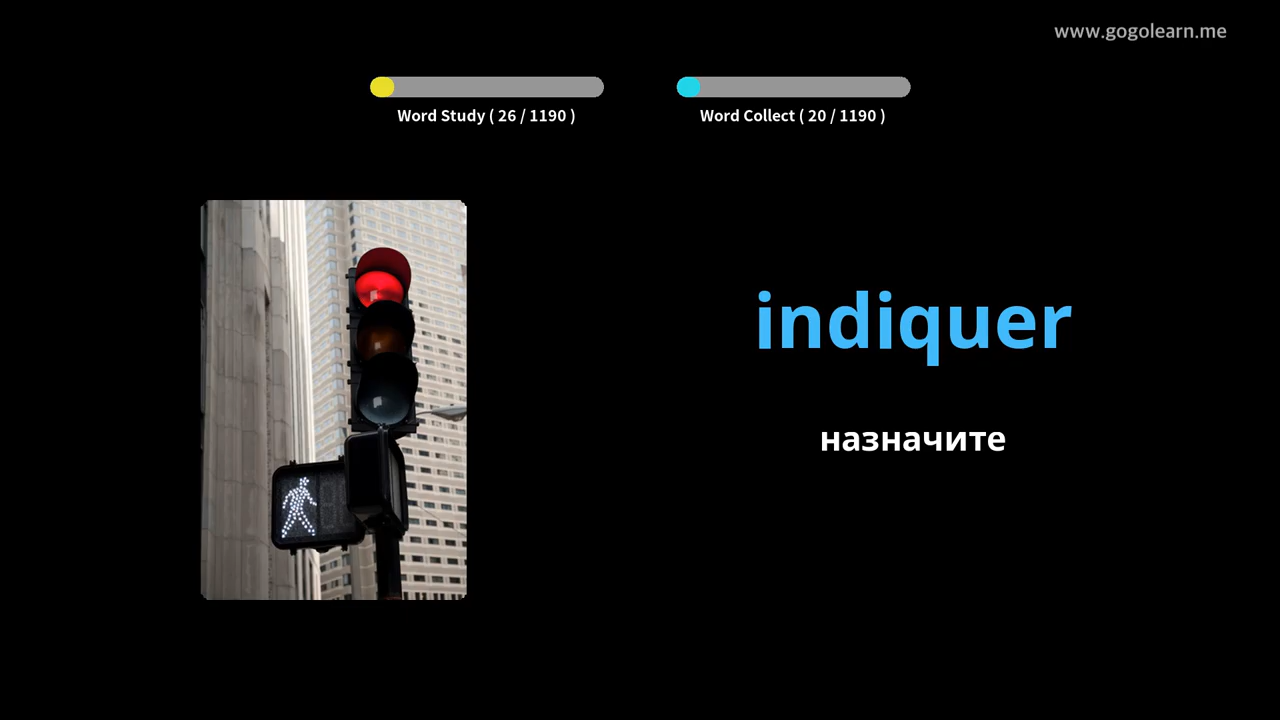 www.gogolearn.me
Word Study ( 26 / 1190 )
Word Collect ( 20 / 1190 )
indiquer
назначите